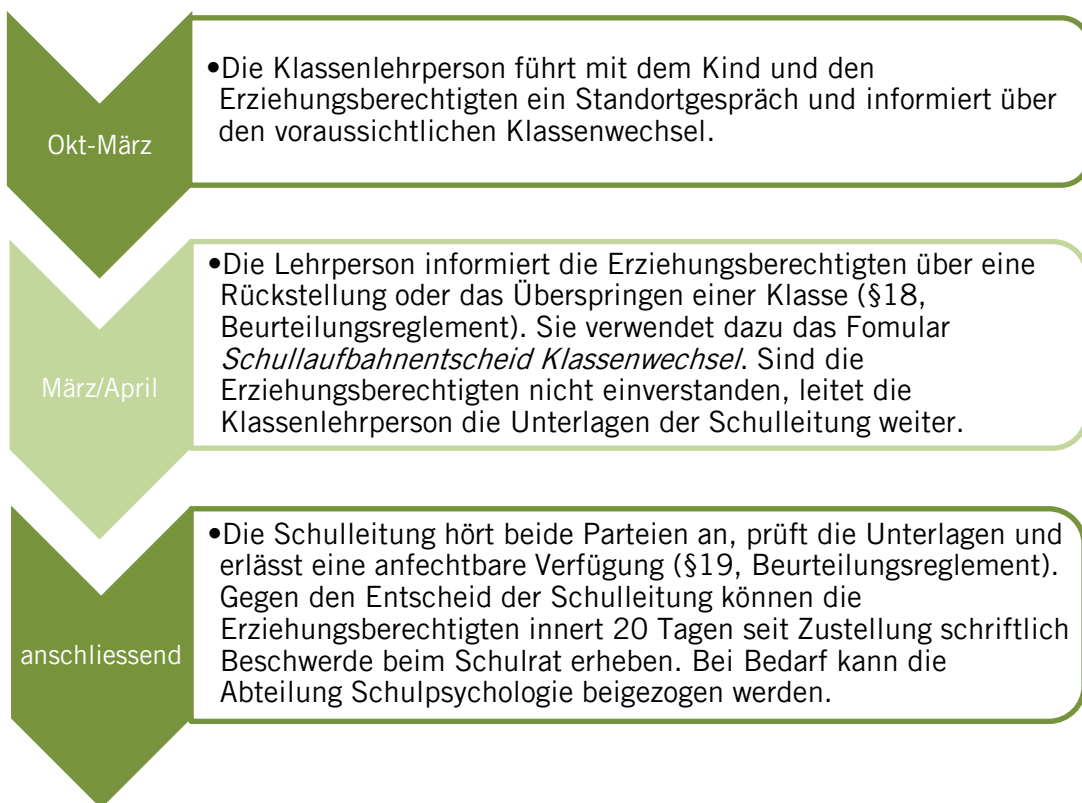 Okt-März
•Die Klassenlehrperson führt mit dem Kind und den
Erziehungsberechtigten ein Standortgespräch und informiert über
den voraussichtlichen Klassenwechsel.
März/April
•Die Lehrperson informiert die Erziehungsberechtigten über eine
Rückstellung oder das Überspringen einer Klasse (§18,
Beurteilungsreglement). Sie verwendet dazu das Fomular
Schullaufbahnentscheid Klassenwechsel. Sind die
Erziehungsberechtigten nicht einverstanden, leitet die
Klassenlehrperson die Unterlagen der Schulleitung weiter.
anschliessend
•Die Schulleitung hört beide Parteien an, prüft die Unterlagen und
erlässt eine anfechtbare Verfügung (§19, Beurteilungsreglement).
Gegen den Entscheid der Schulleitung können die
Erziehungsberechtigten innert 20 Tagen seit Zustellung schriftlich
Beschwerde beim Schulrat erheben. Bei Bedarf kann die
Abteilung Schulpsychologie beigezogen werden.